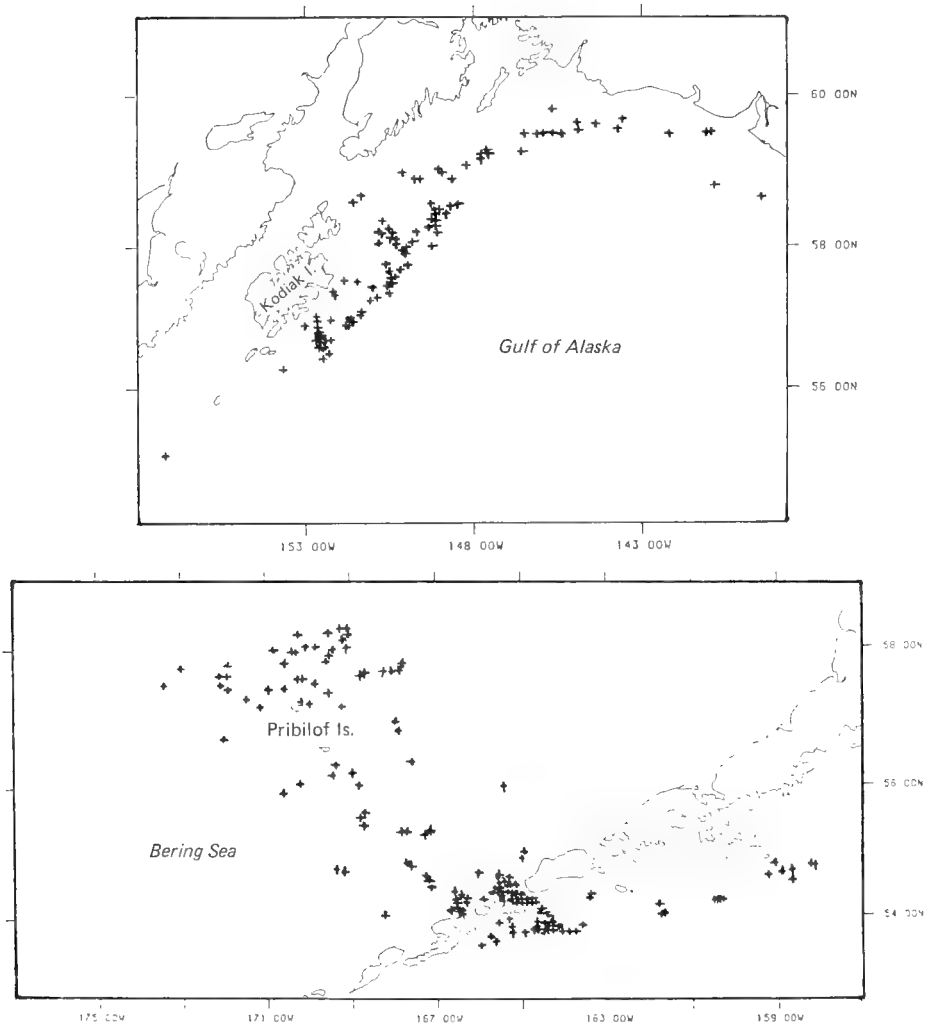 60 00N
58 00N
Kodiak I.
Gulf of Alaska
56 00N
153 00W
148 00W
143 00W
58 00N
Pribilof Is.
56 00N
Bering Sea
54 00N
175 00W
171 00W
167 00W
163 00W
159 00W